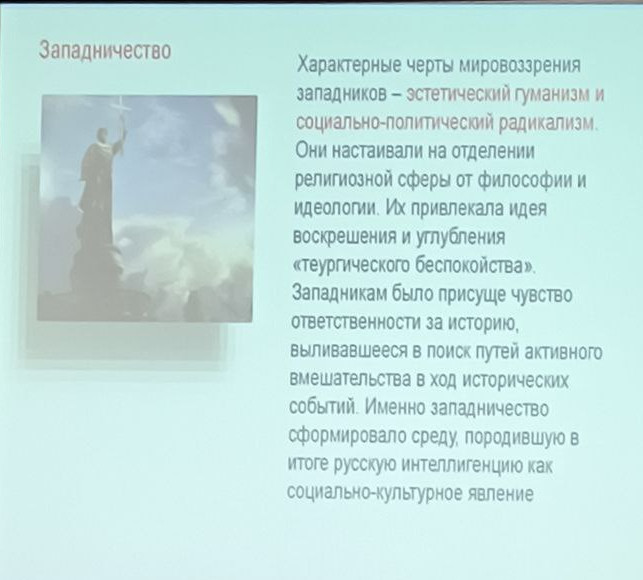 Западничество
Характерные черты мировоззрения
западников – эстетический гуманизм и
социально-политический радикализм.
Они настаивали на отделении
религиозной сферы от философии и
идеологии. Их привлекала идея
воскрешения и углубления
«теургического беспокойства».
Западникам было присуще чувство
ответственности за историю,
выливавшееся в поиск путей активного
вмешательства в ход исторических
событий. Именно западничество
сформировало среду, породившую в
итоге русскую интеллигенцию как
социально-культурное явление